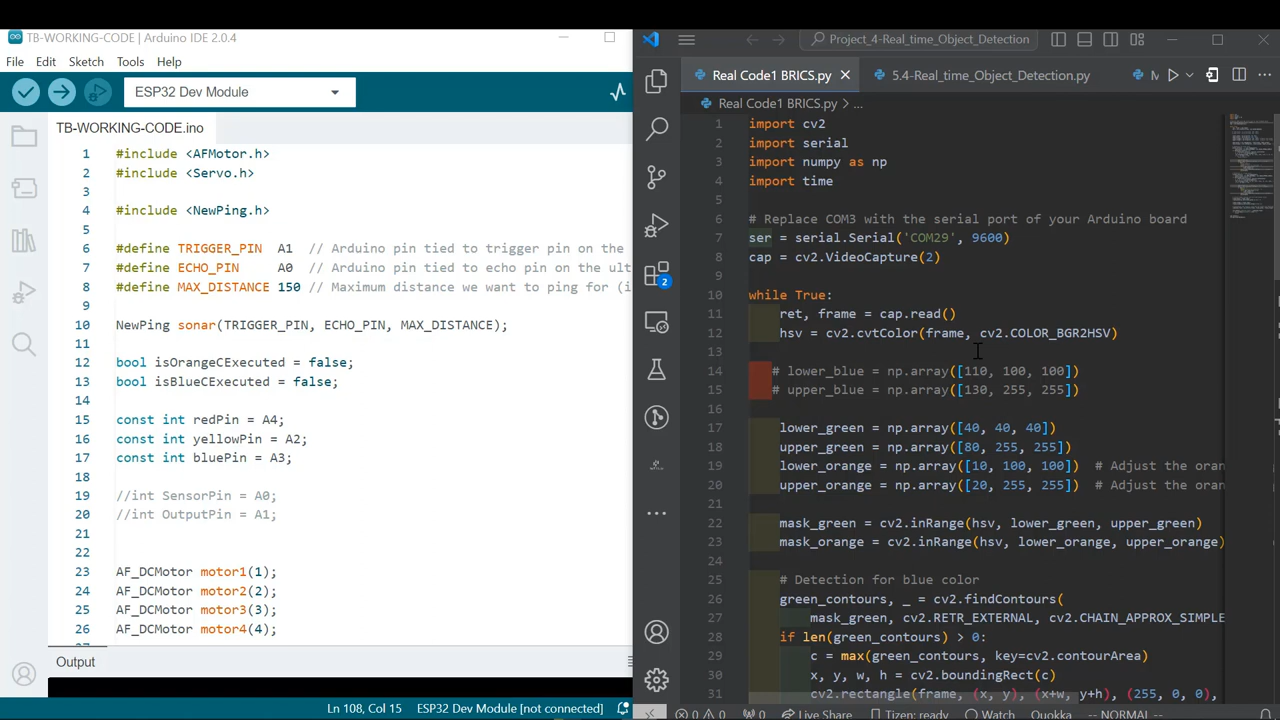 TB-WORKING-CODE | Arduino IDE 2.0.4
File Edit Sketch Tools Help
ESP32 Dev Module
TB-WORKING-CODE.ino
1 #include <AFMotor.h>
2 #include <Servo.h>
3
4 #include <NewPing.h>
5
6 #define TRIGGER_PIN A1 // Arduino pin tied to trigger pin on the
7 #define ECHO_PIN A0 // Arduino pin tied to echo pin on the ult
8 #define MAX_DISTANCE 150 // Maximum distance we want to ping for (i
9
10 NewPing sonar(TRIGGER_PIN, ECHO_PIN, MAX_DISTANCE);
11
12 bool isOrangeCExecuted = false;
13 bool isBlueCExecuted = false;
14
15 const int redPin = A4;
16 const int yellowPin = A2;
17 const int bluePin = A3;
18
19 //int SensorPin = A0;
20 //int OutputPin = A1;
21
22
23 AF_DCMotor motor1(1);
24 AF_DCMotor motor2(2);
25 AF_DCMotor motor3(3);
26 AF_DCMotor motor4(4);
Output
Ln 108, Col 15 ESP32 Dev Module [not connected]
Project_4-Real_time_Object_Detection
Real Code1 BRICS.py 5.4-Real_time_Object_Detection.py
Real Code1 BRICS.py > ...
1 import cv2
2 import serial
3 import numpy as np
4 import time
5
6 # Replace COM3 with the serial port of your Arduino board
7 ser = serial.Serial('COM29', 9600)
8 cap = cv2.VideoCapture(2)
9
10 while True:
11 ret, frame = cap.read()
12 hsv = cv2.cvtColor(frame, cv2.COLOR_BGR2HSV)
13
14 # lower_blue = np.array([110, 100, 100])
15 # upper_blue = np.array([130, 255, 255])
16
17 lower_green = np.array([40, 40, 40])
18 upper_green = np.array([80, 255, 255])
19 lower_orange = np.array([10, 100, 100]) # Adjust the oran
20 upper_orange = np.array([20, 255, 255]) # Adjust the oran
21
22 mask_green = cv2.inRange(hsv, lower_green, upper_green)
23 mask_orange = cv2.inRange(hsv, lower_orange, upper_orange)
24
25 # Detection for blue color
26 green_contours, _ = cv2.findContours(
27 mask_green, cv2.RETR_EXTERNAL, cv2.CHAIN_APPROX_SIMPLE
28 if len(green_contours) > 0:
29 c = max(green_contours, key=cv2.contourArea)
30 x, y, w, h = cv2.boundingRect(c)
31 cv2.rectangle(frame, (x, y), (x+w, y+h), (255, 0, 0),
2
0 0 0 Live Share Tizen: ready Watch Quokka -- NORMAL --